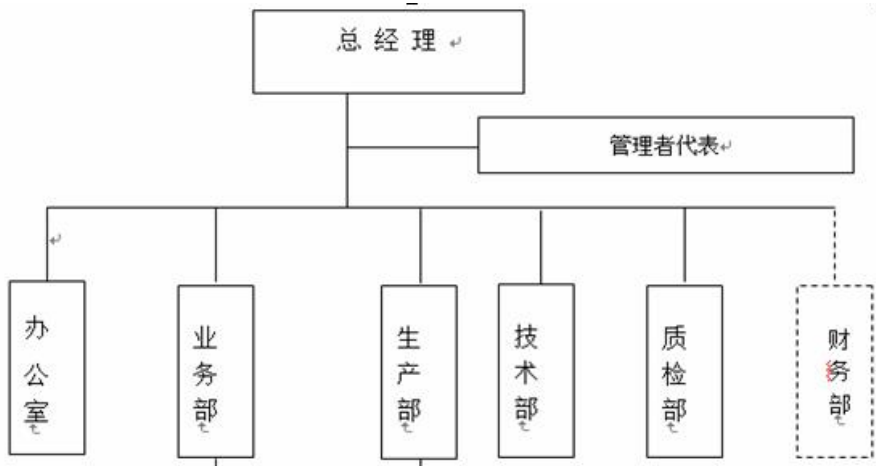 总 经 理
管理者代表
办公室
业务部
生产部
技术部
质检部
财务部